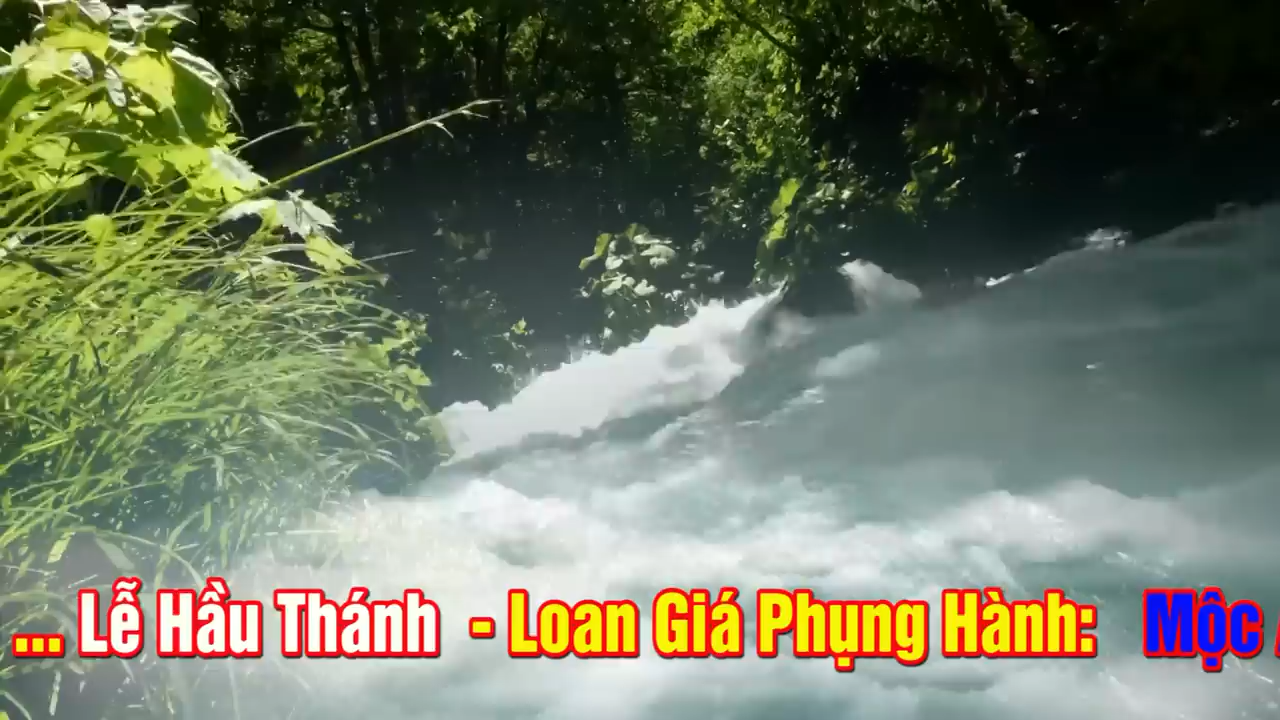 ... Lễ Hầu Thánh - Loan Giá Phụng Hành: Mộc